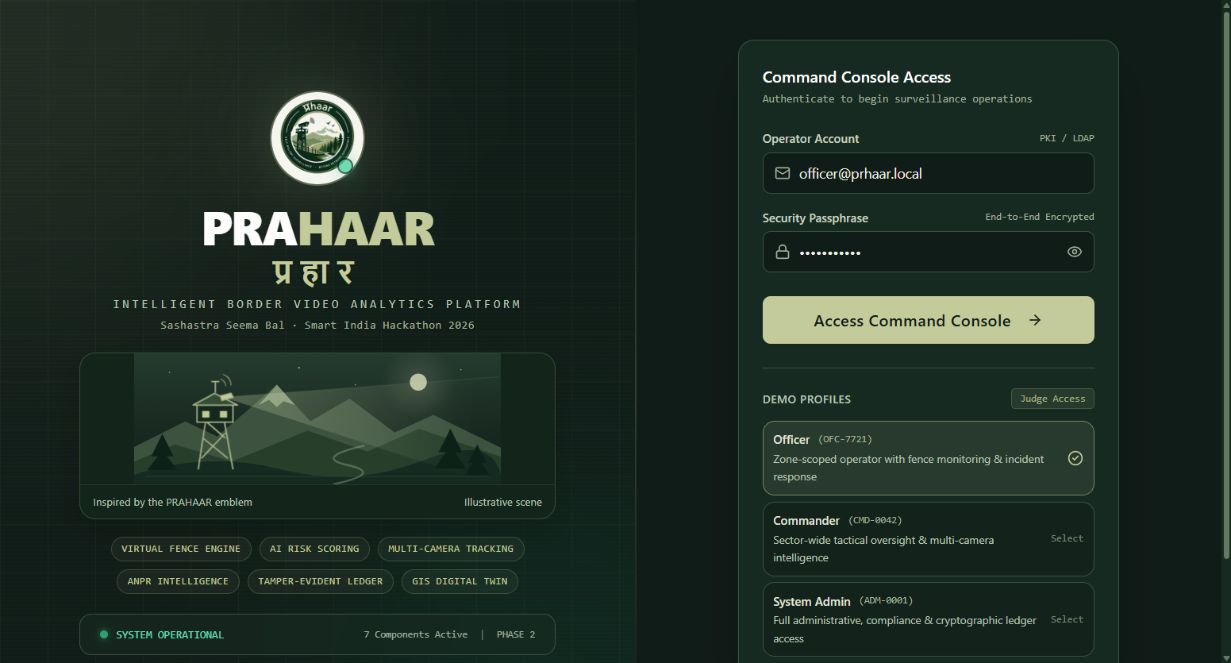 Prhaar
PRAHAAR
प्रहार
INTELLIGENT BORDER VIDEO ANALYTICS PLATFORM
Sashastra Seema Bal · Smart India Hackathon 2026
Inspired by the PRAHAAR emblem
Illustrative scene
VIRTUAL FENCE ENGINE
AI RISK SCORING
MULTI-CAMERA TRACKING
ANPR INTELLIGENCE
TAMPER-EVIDENT LEDGER
GIS DIGITAL TWIN
SYSTEM OPERATIONAL
7 Components Active | PHASE 2
Command Console Access
Authenticate to begin surveillance operations
Operator Account
PKI / LDAP
officer@prhaar.local
Security Passphrase
End-to-End Encrypted
•••••••••••
Access Command Console →
DEMO PROFILES
Judge Access
Officer (OFC-7721)
Zone-scoped operator with fence monitoring & incident
response
Commander (CMD-0042)
Sector-wide tactical oversight & multi-camera
intelligence
Select
System Admin (ADM-0001)
Full administrative, compliance & cryptographic ledger
access
Select